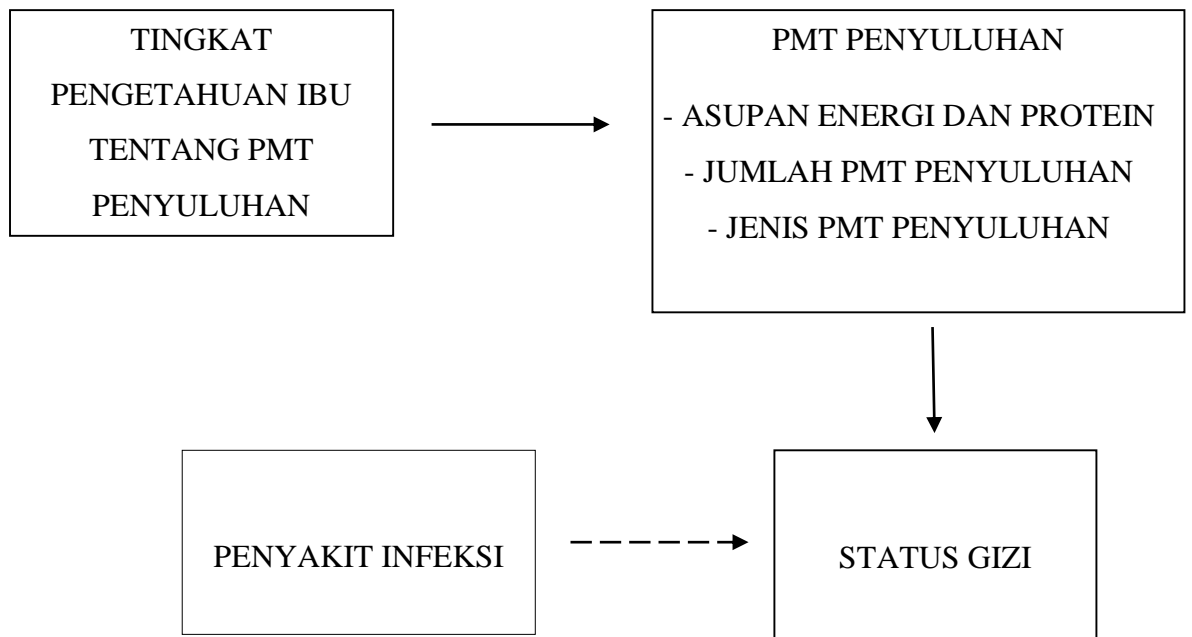 TINGKAT
PENGETAHUAN IBU
TENTANG PMT
PENYULUHAN
PMT PENYULUHAN
- ASUPAN ENERGI DAN PROTEIN
- JUMLAH PMT PENYULUHAN
- JENIS PMT PENYULUHAN
PENYAKIT INFEKSI
STATUS GIZI